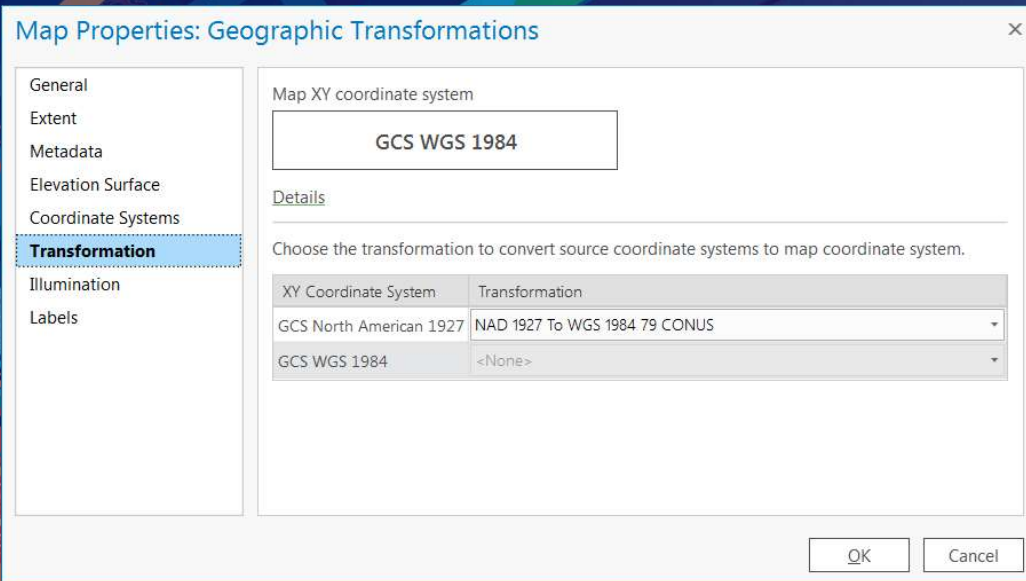 Map Properties: Geographic Transformations
General
Extent
Metadata
Elevation Surface
Coordinate Systems
Transformation
Illumination
Labels
Map XY coordinate system
GCS WGS 1984
Details
Choose the transformation to convert source coordinate systems to map coordinate system.
XY Coordinate System Transformation
GCS North American 1927 NAD 1927 To WGS 1984 79 CONUS
GCS WGS 1984 <None>
OK Cancel